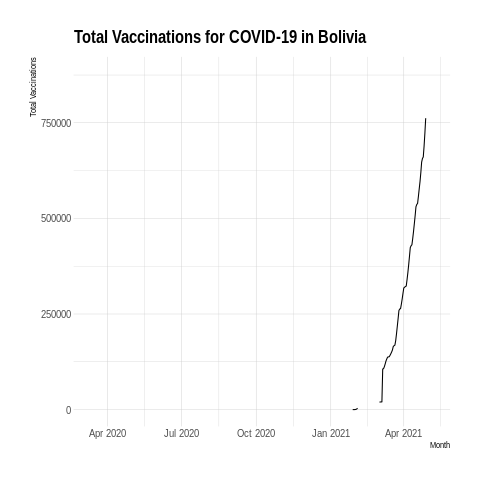 Total Vaccinations for COVID-19 in Bolivia
Total Vaccinations
750000
500000
250000
0
Apr 2020 Jul 2020 Oct 2020 Jan 2021 Apr 2021
Month